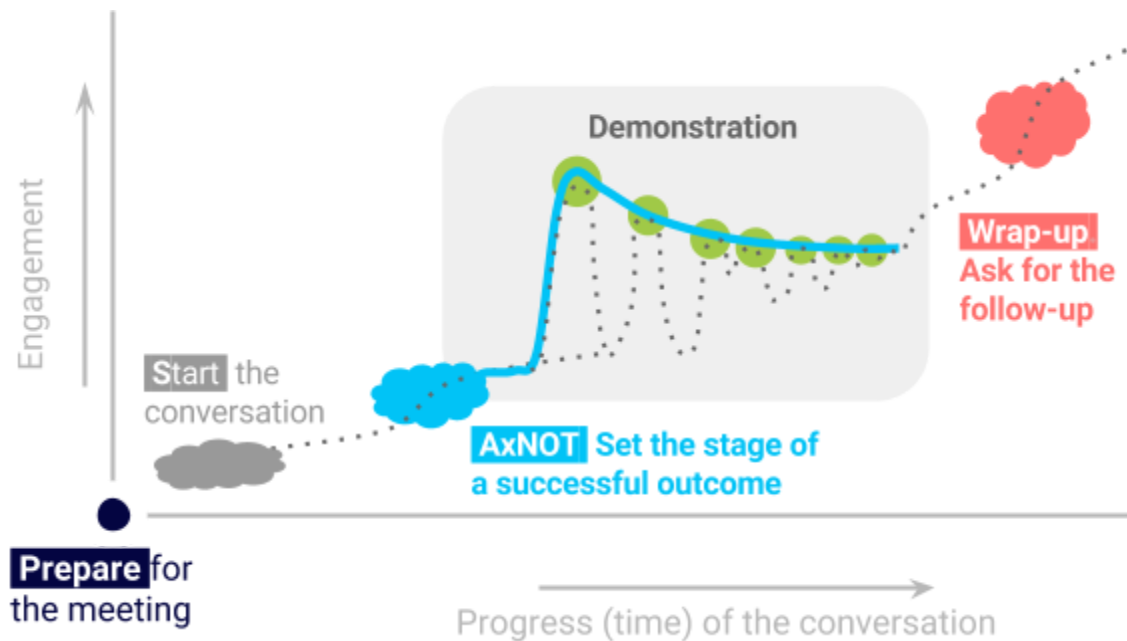 Demonstration
Engagement
Wrap-up
Ask for the
follow-up
Start the
conversation
AxNOT Set the stage of
a successful outcome
Prepare for
the meeting
Progress (time) of the conversation